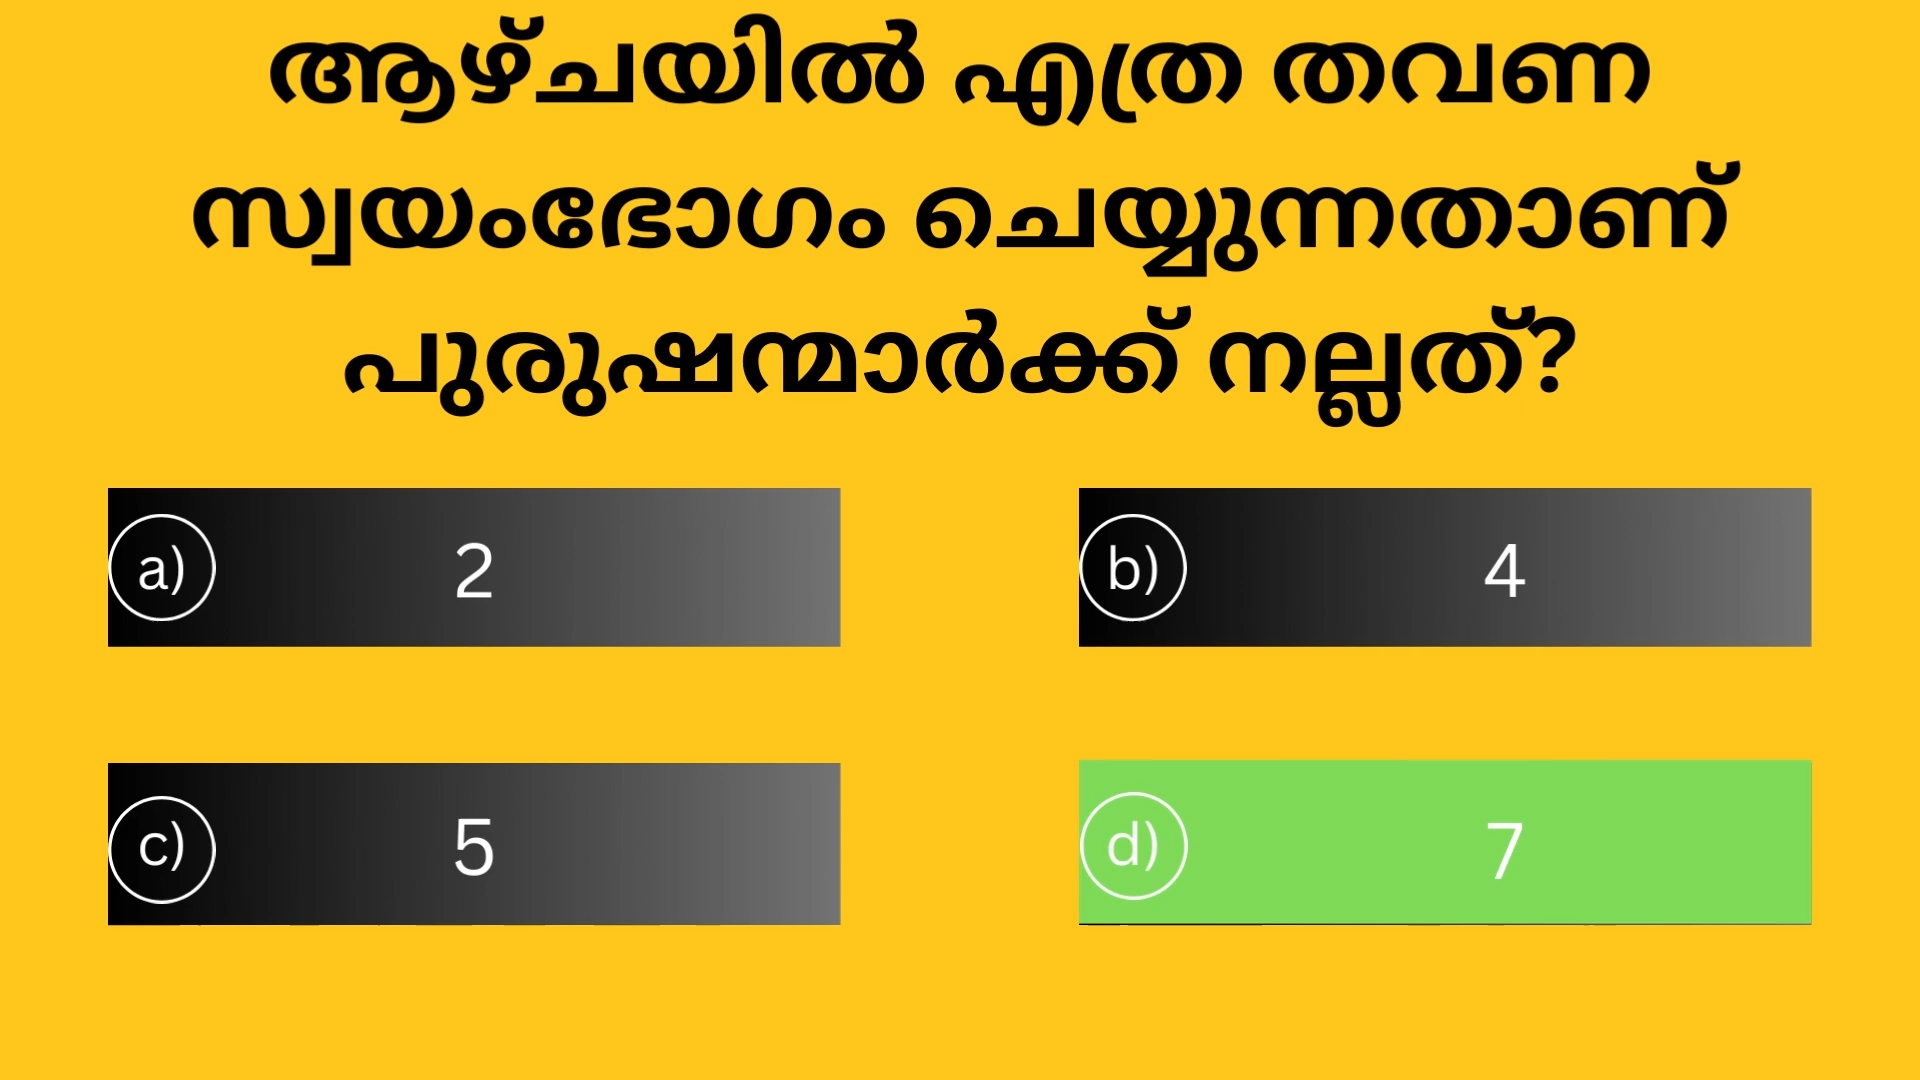 ആഴ്ചയിൽ എത്ര തവണ
സ്വയംഭോഗം ചെയ്യുന്നതാണ്
പുരുഷന്മാർക്ക് നല്ലത്?
a) 2
b) 4
c) 5
d) 7